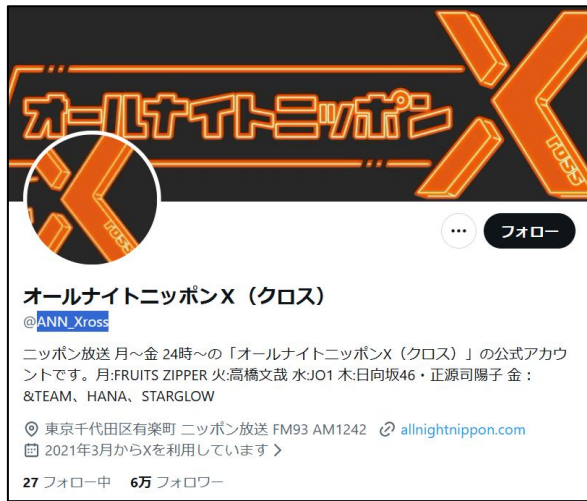 オールナイトニッポン
ross
ross
フォロー
オールナイトニッポンX（クロス）
@ANN_Xross
ニッポン放送 月～金 24時～の「オールナイトニッポンX（クロス）」の公式アカウ
ントです。月:FRUITS ZIPPER 火:高橋文哉 水:JO1 木:日向坂46・正源司陽子 金：
&TEAM、HANA、STARGLOW
東京千代田区有楽町 ニッポン放送 FM93 AM1242 allnightnippon.com
2021年3月からXを利用しています
27 フォロー中 6万 フォロワー